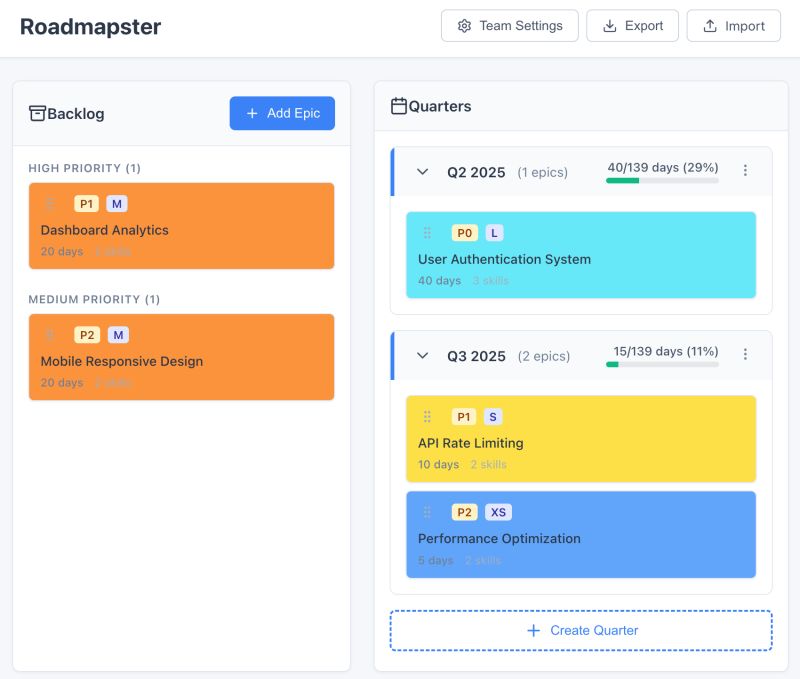 Roadmapster
Team Settings
Export
Import
Backlog
Add Epic
HIGH PRIORITY (1)
P1 M
Dashboard Analytics
20 days 2 skills
MEDIUM PRIORITY (1)
P2 M
Mobile Responsive Design
20 days 2 skills
Quarters
Q2 2025 (1 epics) 40/139 days (29%)
P0 L
User Authentication System
40 days 3 skills
Q3 2025 (2 epics) 15/139 days (11%)
P1 S
API Rate Limiting
10 days 2 skills
P2 XS
Performance Optimization
5 days 2 skills
Create Quarter